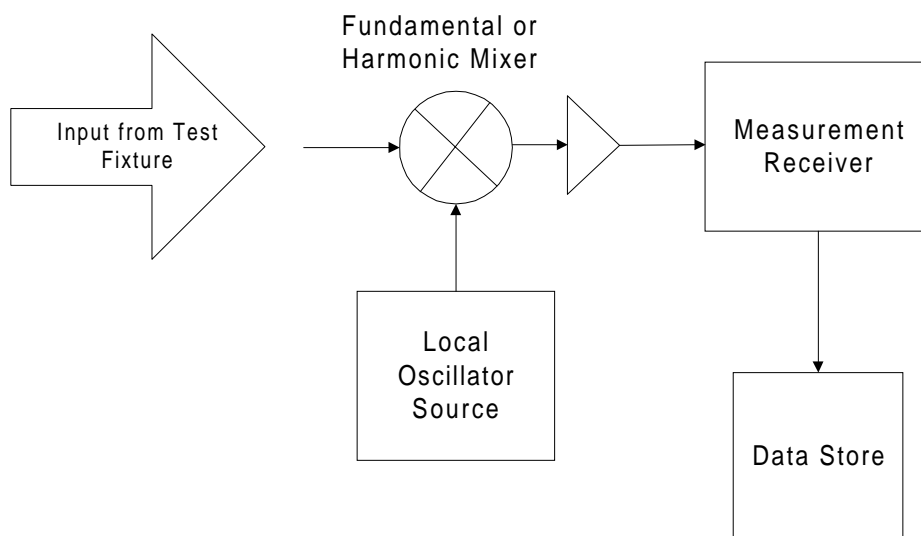 Fundamental or
Harmonic Mixer
Input from Test
Fixture
Measurement
Receiver
Local
Oscillator
Source
Data Store